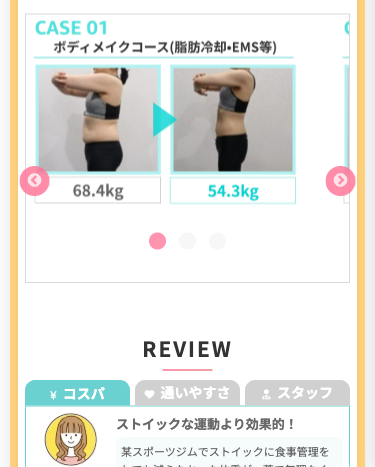 CASE 01
ボディメイクコース(脂肪冷却•EMS等)
68.4kg
54.3kg
REVIEW
¥ コスパ
通いやすさ
スタッフ
ストイックな運動より効果的！
某スポーツジムでストイックに食事管理を